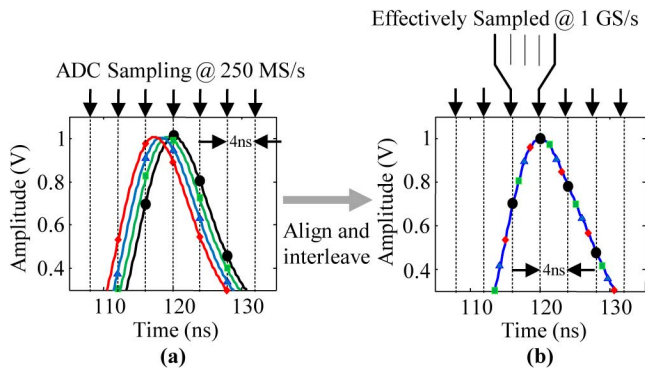 Effectively Sampled @ 1 GS/s
ADC Sampling @ 250 MS/s
Amplitude (V)
1
0.8
0.6
0.4
4ns
110
120
130
Time (ns)
(a)
Align and
interleave
Amplitude (V)
1
0.8
0.6
0.4
4ns
110
120
130
Time (ns)
(b)